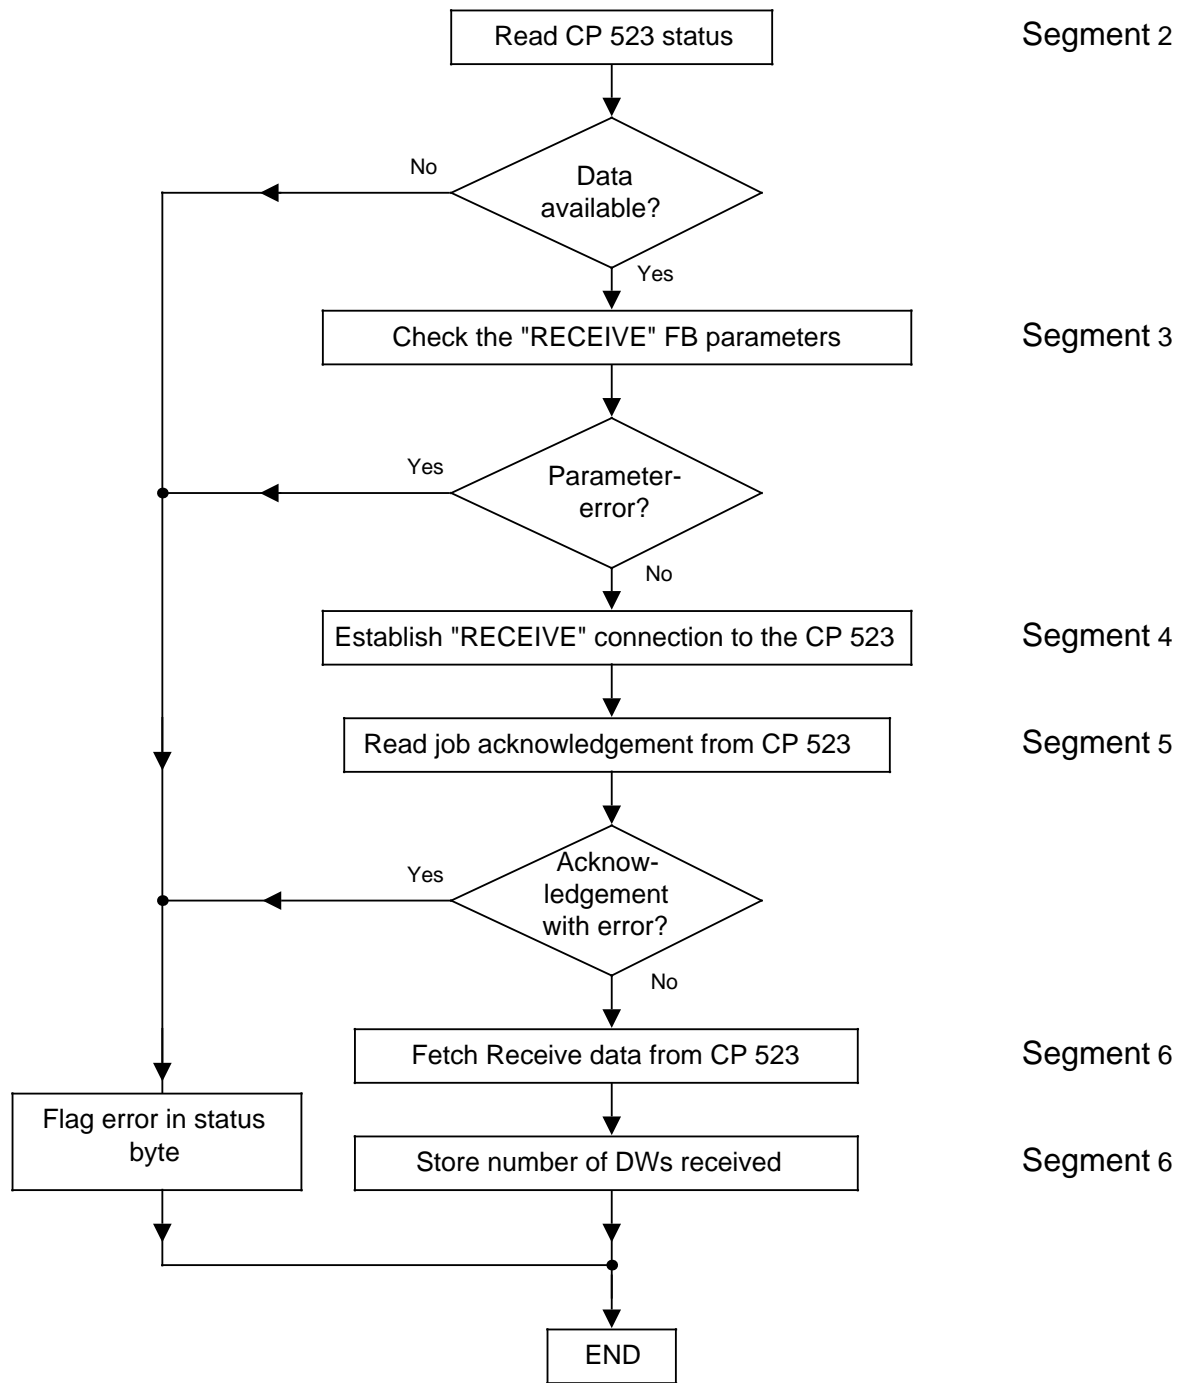 Read CP 523 status
Segment 2
No
Data
available?
Yes
Check the "RECEIVE" FB parameters
Segment 3
Yes
Parameter-
error?
No
Establish "RECEIVE" connection to the CP 523
Segment 4
Read job acknowledgement from CP 523
Segment 5
Yes
Acknow-
ledgement
with error?
No
Fetch Receive data from CP 523
Segment 6
Flag error in status
byte
Store number of DWs received
Segment 6
END